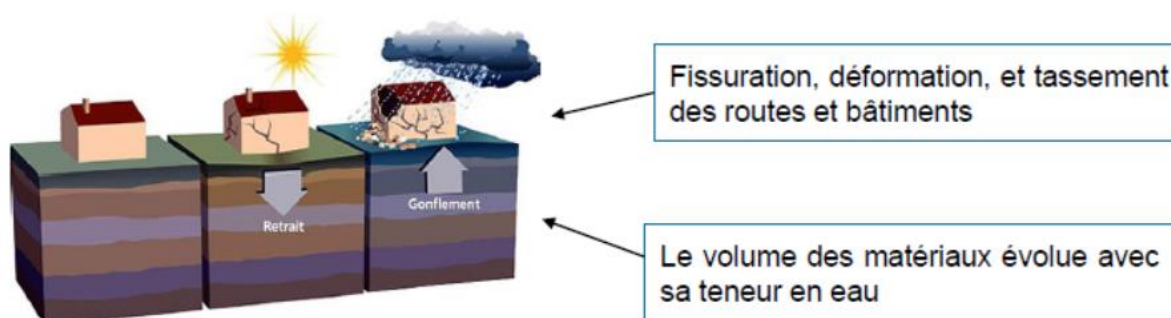 Fissuration, déformation, et tassement
des routes et bâtiments
Retrait
Gonflement
Le volume des matériaux évolue avec
sa teneur en eau